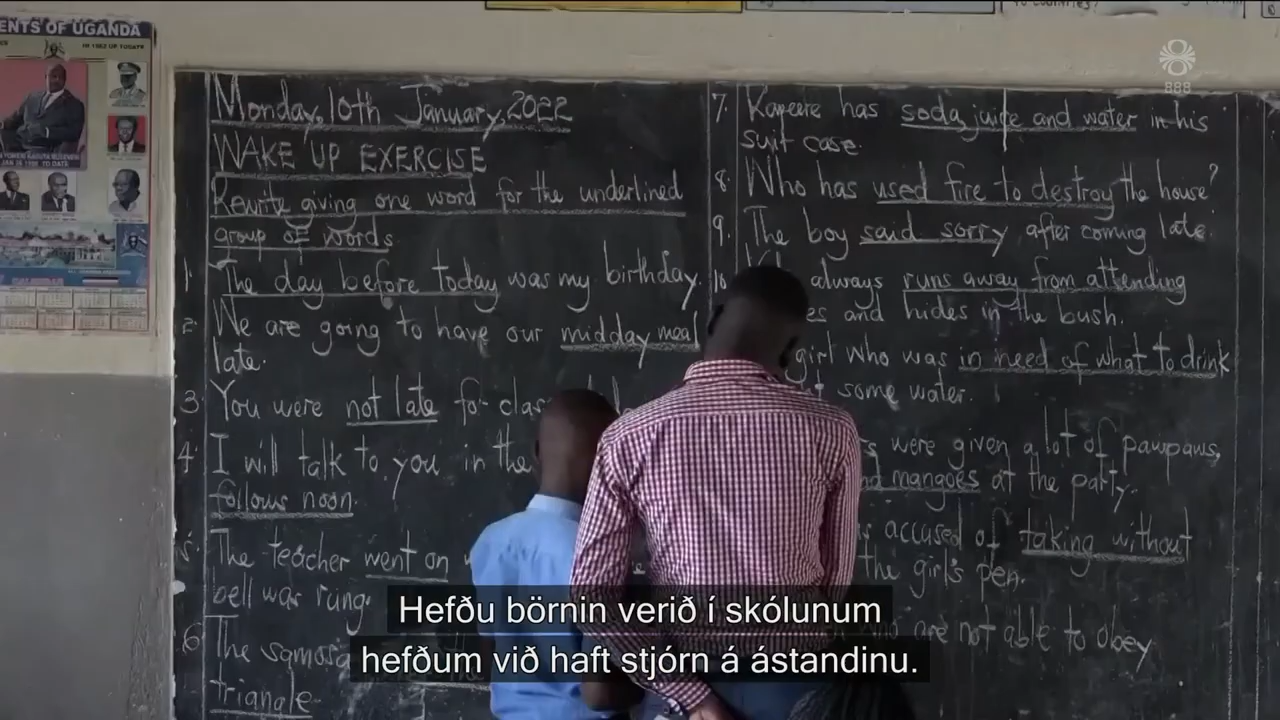 ENTS OF UGANDA
888
Monday, 10th January, 2022
WAKE UP EXERCISE
Rewrite giving one word for the underlined
group of words.
1. The day before today was my birthday.
2. We are going to have our midday meal
late.
3. You were not late for class
4. I will talk to you in the
follows noon.
5. The teacher went on
bell was rung.
6. The samosa
triangle
7. has soda, juice and water in his
suit case.
8. Who has used fire to destroy the house?
9. The boy said sorry after coming late.
10. always runs away from attending
and hides in the bush.
girl who was in need of what to drink
some water.
were given a lot of pawpaws,
mangoes at the party.
accused of taking without
the girl's pen.
are not able to obey
Hefðu börnin verið í skólunum
hefðum við haft stjórn á ástandinu.